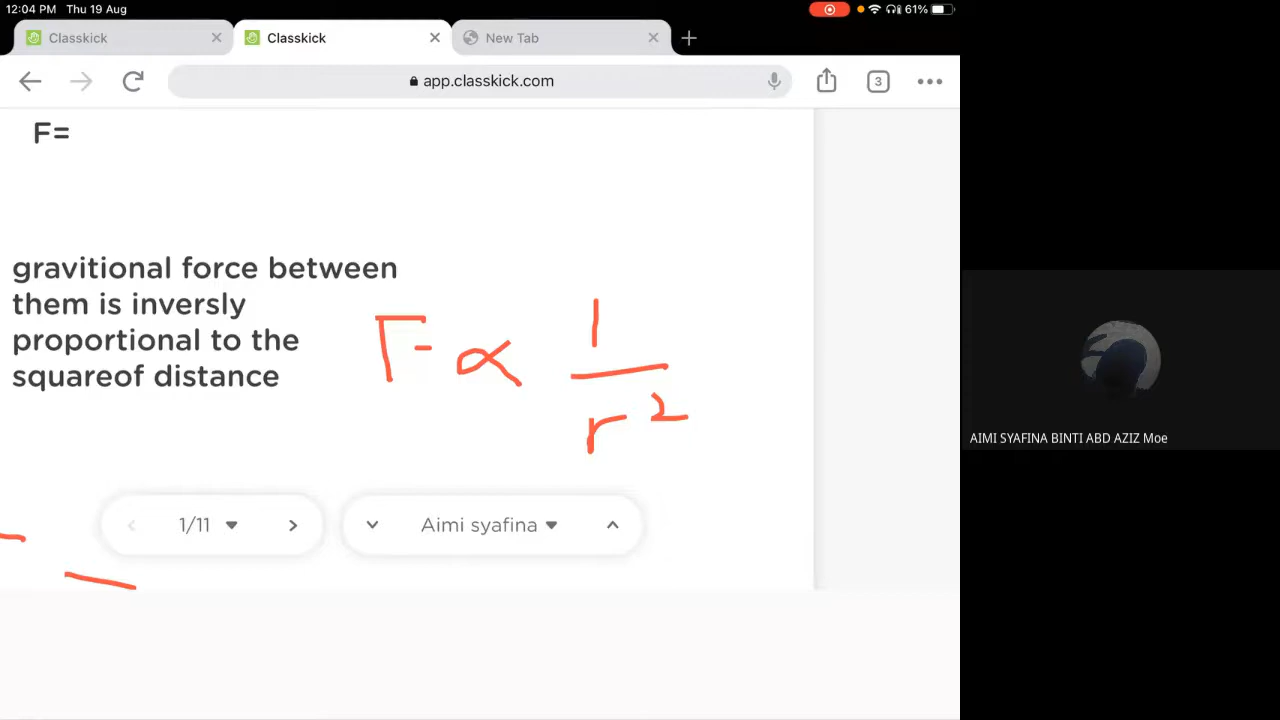 12:04 PM Thu 19 Aug
61%
Classkick
Classkick
New Tab
app.classkick.com
3
F=
gravitional force between
them is inversly
proportional to the
squareof distance
F ∝ 1
r²
1/11
Aimi syafina
AIMI SYAFINA BINTI ABD AZIZ Moe